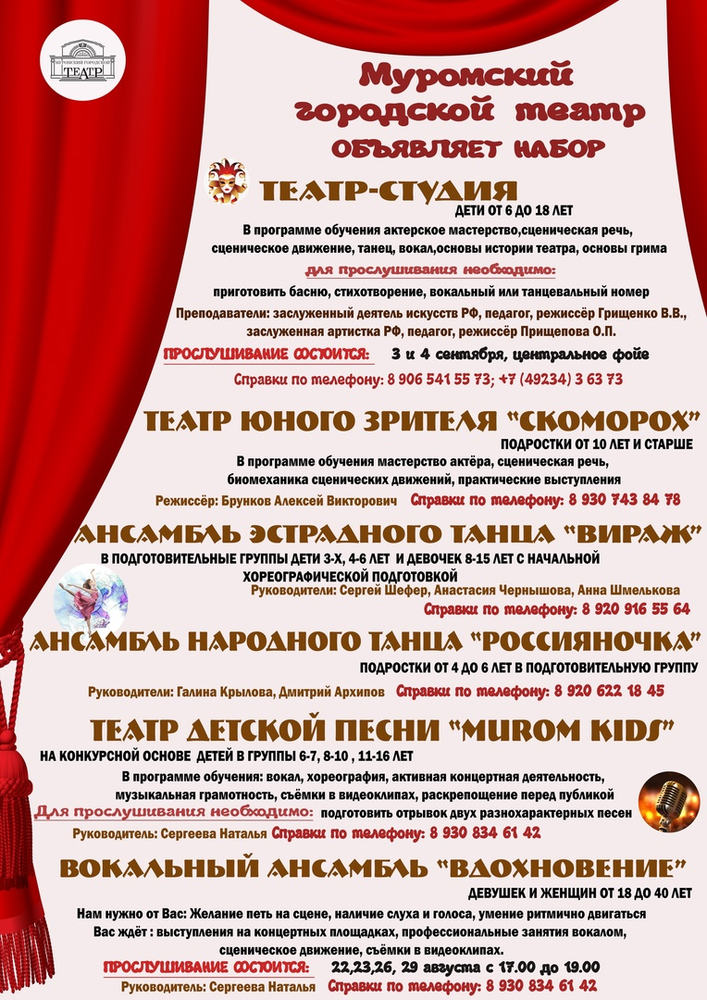 МУРОМСКИЙ ГОРОДСКОЙ
ТЕАТР
Муромский
городской театр
ОБЪЯВЛЯЕТ НАБОР
ТЕАТР-СТУДИЯ
ДЕТИ ОТ 6 ДО 18 ЛЕТ
В программе обучения актерское мастерство,сценическая речь,
сценическое движение, танец, вокал,основы истории театра, основы грима
для прослушивания необходимо:
приготовить басню, стихотворение, вокальный или танцевальный номер
Преподаватели: заслуженный деятель искусств РФ, педагог, режиссёр Грищенко В.В.,
заслуженная артистка РФ, педагог, режиссёр Прищепова О.П.
ПРОСЛУШИВАНИЕ СОСТОИТСЯ: 3 и 4 сентября, центральное фойе
Справки по телефону: 8 906 541 55 73; +7 (49234) 3 63 73
ТЕАТР ЮНОГО ЗРИТЕЛЯ "СКОМОРОХ"
ПОДРОСТКИ ОТ 10 ЛЕТ И СТАРШЕ
В программе обучения мастерство актёра, сценическая речь,
биомеханика сценических движений, практические выступления
Режиссёр: Брунков Алексей Викторович Справки по телефону: 8 930 743 84 78
АНСАМБЛЬ ЭСТРАДНОГО ТАНЦА "ВИРАЖ"
В ПОДГОТОВИТЕЛЬНЫЕ ГРУППЫ ДЕТИ 3-Х, 4-6 ЛЕТ И ДЕВОЧЕК 8-15 ЛЕТ С НАЧАЛЬНОЙ
ХОРЕОГРАФИЧЕСКОЙ ПОДГОТОВКОЙ
Руководители: Сергей Шефер, Анастасия Чернышова, Анна Шмелькова
Справки по телефону: 8 920 916 55 64
АНСАМБЛЬ НАРОДНОГО ТАНЦА "РОССИЯНОЧКА"
ПОДРОСТКИ ОТ 4 ДО 6 ЛЕТ В ПОДГОТОВИТЕЛЬНУЮ ГРУППУ
Руководители: Галина Крылова, Дмитрий Архипов Справки по телефону: 8 920 622 18 45
ТЕАТР ДЕТСКОЙ ПЕСНИ "MUROM KIDS"
НА КОНКУРСНОЙ ОСНОВЕ ДЕТЕЙ В ГРУППЫ 6-7, 8-10 , 11-16 ЛЕТ
В программе обучения: вокал, хореография, активная концертная деятельность,
музыкальная грамотность, съёмки в видеоклипах, раскрепощение перед публикой
Для прослушивания необходимо: подготовить отрывок двух разнохарактерных песен
Руководитель: Сергеева Наталья Справки по телефону: 8 930 834 61 42
ВОКАЛЬНЫЙ АНСАМБЛЬ "ВДОХНОВЕНИЕ"
ДЕВУШЕК И ЖЕНЩИН ОТ 18 ДО 40 ЛЕТ
Нам нужно от Вас: Желание петь на сцене, наличие слуха и голоса, умение ритмично двигаться
Вас ждёт : выступления на концертных площадках, профессиональные занятия вокалом,
сценическое движение, съёмки в видеоклипах.
ПРОСЛУШИВАНИЕ СОСТОИТСЯ: 22,23,26, 29 августа с 17.00 до 19.00
Руководитель: Сергеева Наталья Справки по телефону: 8 930 834 61 42